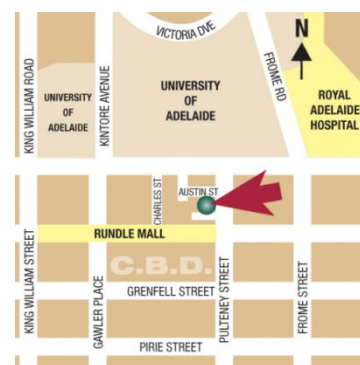 VICTORIA DVE
N
KING WILLIAM ROAD
KINTORE AVENUE
FROME RD
UNIVERSITY
OF
ADELAIDE
UNIVERSITY
OF
ADELAIDE
ROYAL
ADELAIDE
HOSPITAL
CHARLES ST
AUSTIN ST
RUNDLE MALL
C.B.D.
KING WILLIAM STREET
GAWLER PLACE
GRENFELL STREET
PULTENEY STREET
FROME STREET
PIRIE STREET